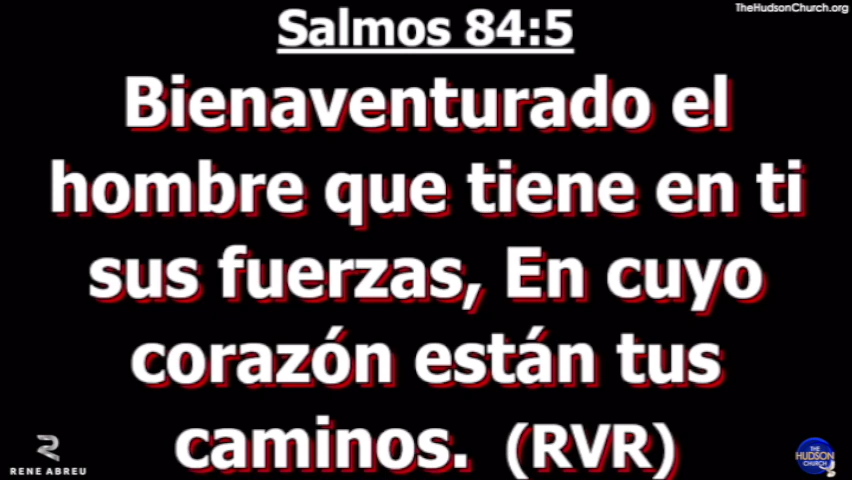 TheHudsonChurch.org
Salmos 84:5
Bienaventurado el
hombre que tiene en ti
sus fuerzas, En cuyo
corazón están tus
caminos. (RVR)
RENE ABREU
THE
HUDSON
CHURCH